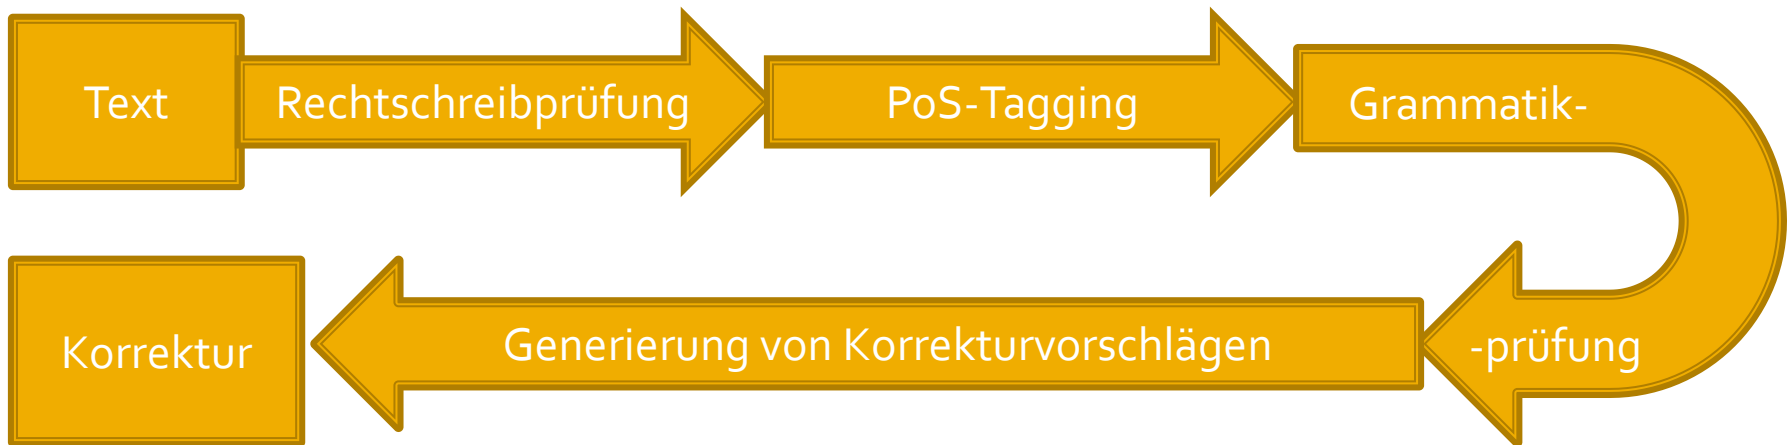 Text
Rechtschreibprüfung
PoS-Tagging
Grammatik-
-prüfung
Generierung von Korrekturvorschlägen
Korrektur